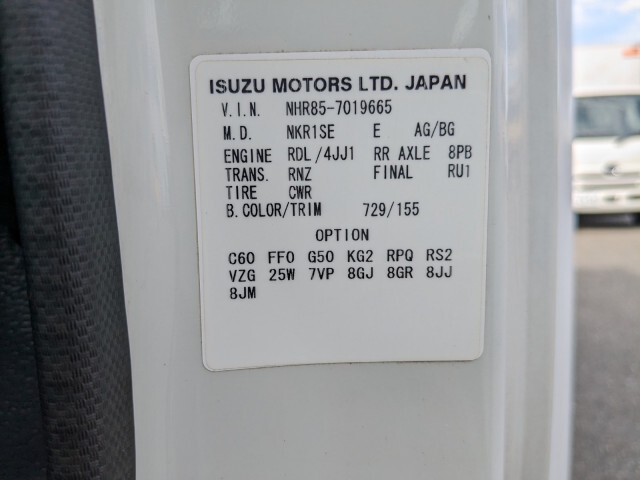 ISUZU MOTORS LTD. JAPAN
V.I.N. NHR85-7019665
M.D. NKR1SE E AG/BG
ENGINE RDL/4JJ1 RR AXLE 8PB
TRANS. RNZ FINAL RU1
TIRE CWR
B.COLOR/TRIM 729/155
OPTION
C60 FF0 G50 KG2 RPQ RS2
VZG 25W 7VP 8GJ 8GR 8JJ
8JM